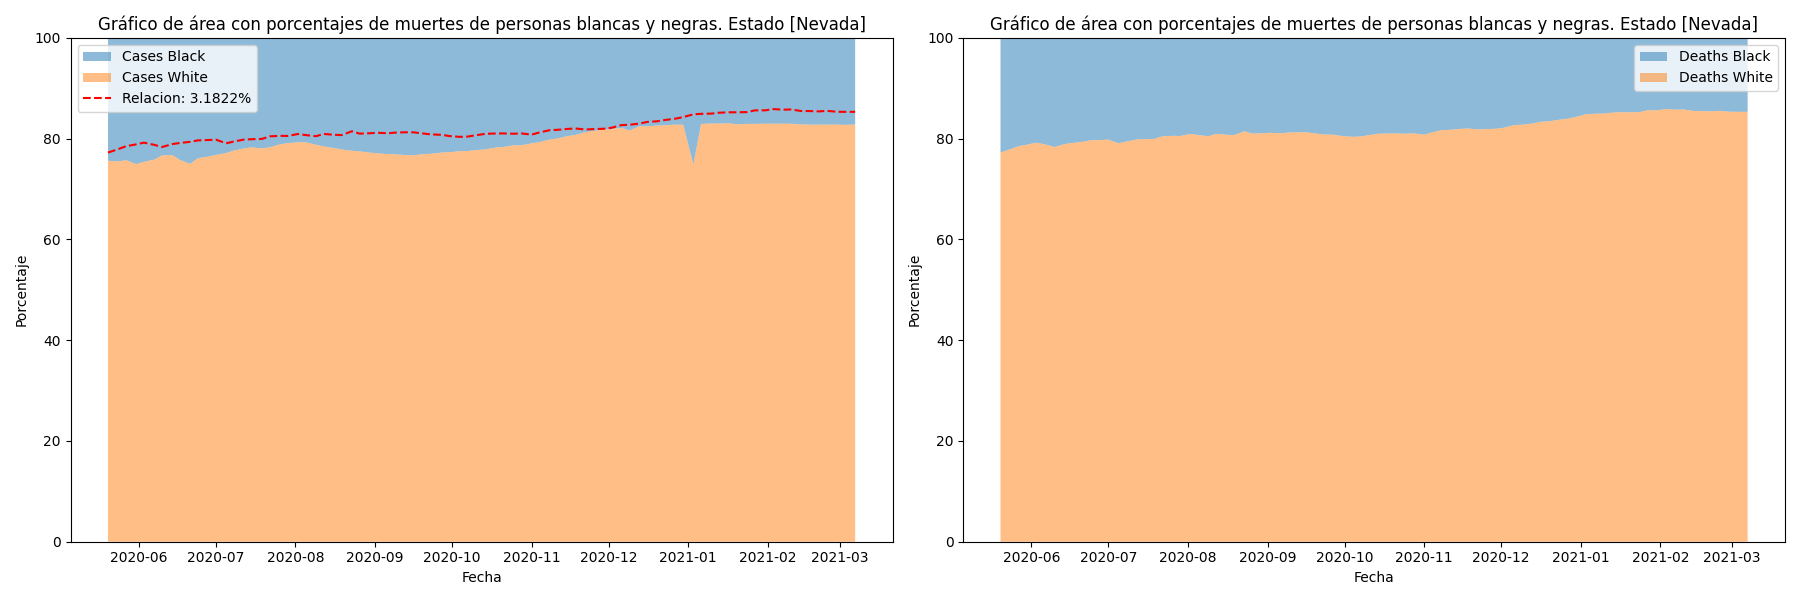 Gráfico de área con porcentajes de muertes de personas blancas y negras. Estado [Nevada]
100
80
60
40
20
0
Porcentaje
Cases Black
Cases White
Relacion: 3.1822%
2020-06 2020-07 2020-08 2020-09 2020-10 2020-11 2020-12 2021-01 2021-02 2021-03
Fecha
Gráfico de área con porcentajes de muertes de personas blancas y negras. Estado [Nevada]
100
80
60
40
20
0
Porcentaje
Deaths Black
Deaths White
2020-06 2020-07 2020-08 2020-09 2020-10 2020-11 2020-12 2021-01 2021-02 2021-03
Fecha